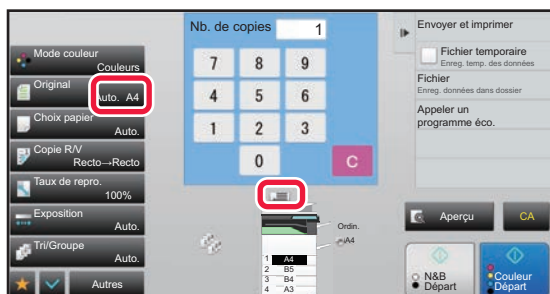 Nb. de copies
1
Mode couleur
Couleurs
Original
Auto. A4
Choix papier
Auto.
Copie R/V
Recto→Recto
Taux de repro.
100%
Exposition
Auto.
Tri/Groupe
Auto.
Autres
7 8 9
4 5 6
1 2 3
0 C
Ordin.
A4
1 A4
2 B5
3 B4
4 A3
Envoyer et imprimer
Fichier temporaire
Enreg. temp. des données
Fichier
Enreg. données dans dossier
Appeler un
programme éco.
Aperçu
CA
N&B
Départ
Couleur
Départ